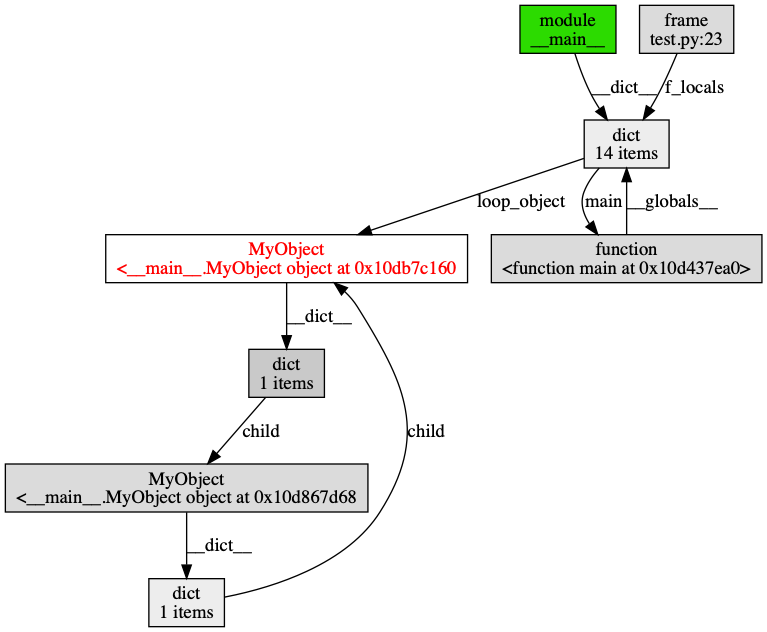 module
__main__
frame
test.py:23
__dict__
f_locals
dict
14 items
loop_object
main
__globals__
MyObject
<__main__.MyObject object at 0x10db7c160
function
<function main at 0x10d437ea0>
__dict__
dict
1 items
child
child
MyObject
<__main__.MyObject object at 0x10d867d68
__dict__
dict
1 items